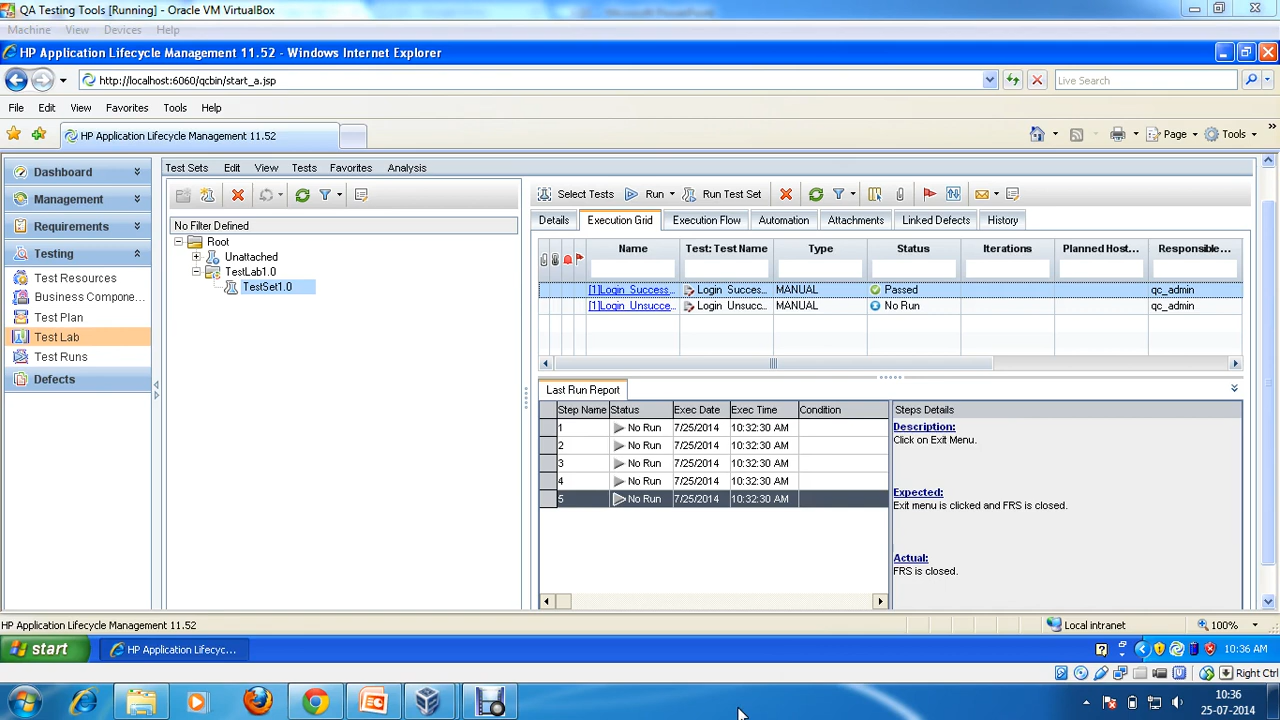 QA Testing Tools [Running] - Oracle VM VirtualBox
Machine View Devices Help
HP Application Lifecycle Management 11.52 - Windows Internet Explorer
http://localhost:6060/qcbin/start_a.jsp
Live Search
File Edit View Favorites Tools Help
HP Application Lifecycle Management 11.52
Page Tools
Dashboard
Management
Requirements
Testing
Test Resources
Business Compone...
Test Plan
Test Lab
Test Runs
Defects
Test Sets Edit View Tests Favorites Analysis
No Filter Defined
Root
Unattached
TestLab1.0
TestSet1.0
Select Tests Run Run Test Set
Details Execution Grid Execution Flow Automation Attachments Linked Defects History
Name Test: Test Name Type Status Iterations Planned Host... Responsible...
[1]Login_Success... Login_Succes... MANUAL Passed qc_admin
[1]Login_Unsucce... Login_Unsucc... MANUAL No Run qc_admin
Last Run Report
Step Name Status Exec Date Exec Time Condition
1 No Run 7/25/2014 10:32:30 AM
2 No Run 7/25/2014 10:32:30 AM
3 No Run 7/25/2014 10:32:30 AM
4 No Run 7/25/2014 10:32:30 AM
5 No Run 7/25/2014 10:32:30 AM
Steps Details
Description:
Click on Exit Menu.
Expected:
Exit menu is clicked and FRS is closed.
Actual:
FRS is closed.
HP Application Lifecycle Management 11.52
Local intranet
100%
start
HP Application Lifecyc...
10:36 AM
Right Ctrl
10:36
25-07-2014